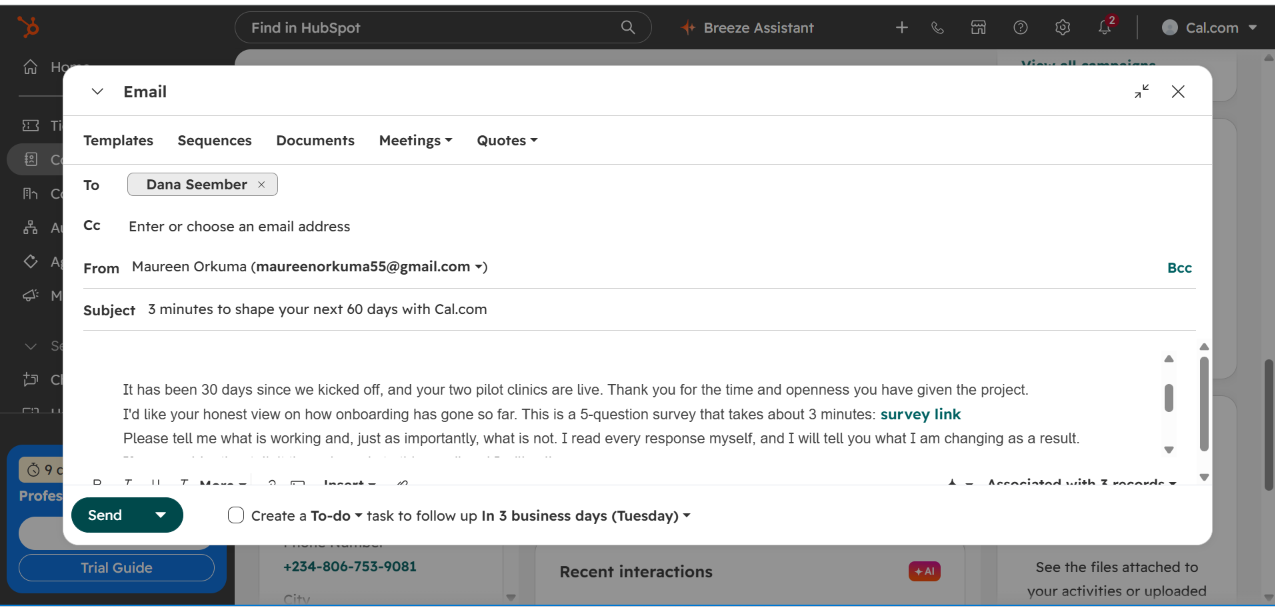 Find in HubSpot
Breeze Assistant
2
Cal.com
View all campaigns
Email
Templates Sequences Documents Meetings Quotes
To Dana Seember ×
Cc Enter or choose an email address
From Maureen Orkuma (maureenorkuma55@gmail.com)
Bcc
Subject 3 minutes to shape your next 60 days with Cal.com
It has been 30 days since we kicked off, and your two pilot clinics are live. Thank you for the time and openness you have given the project.
I'd like your honest view on how onboarding has gone so far. This is a 5-question survey that takes about 3 minutes: survey link
Please tell me what is working and, just as importantly, what is not. I read every response myself, and I will tell you what I am changing as a result.
More Insert Associated with 3 records
Send Create a To-do task to follow up In 3 business days (Tuesday)
Phone Number
+234-806-753-9081
City
Recent interactions
AI
See the files attached to
your activities or uploaded
9
Profes
Trial Guide